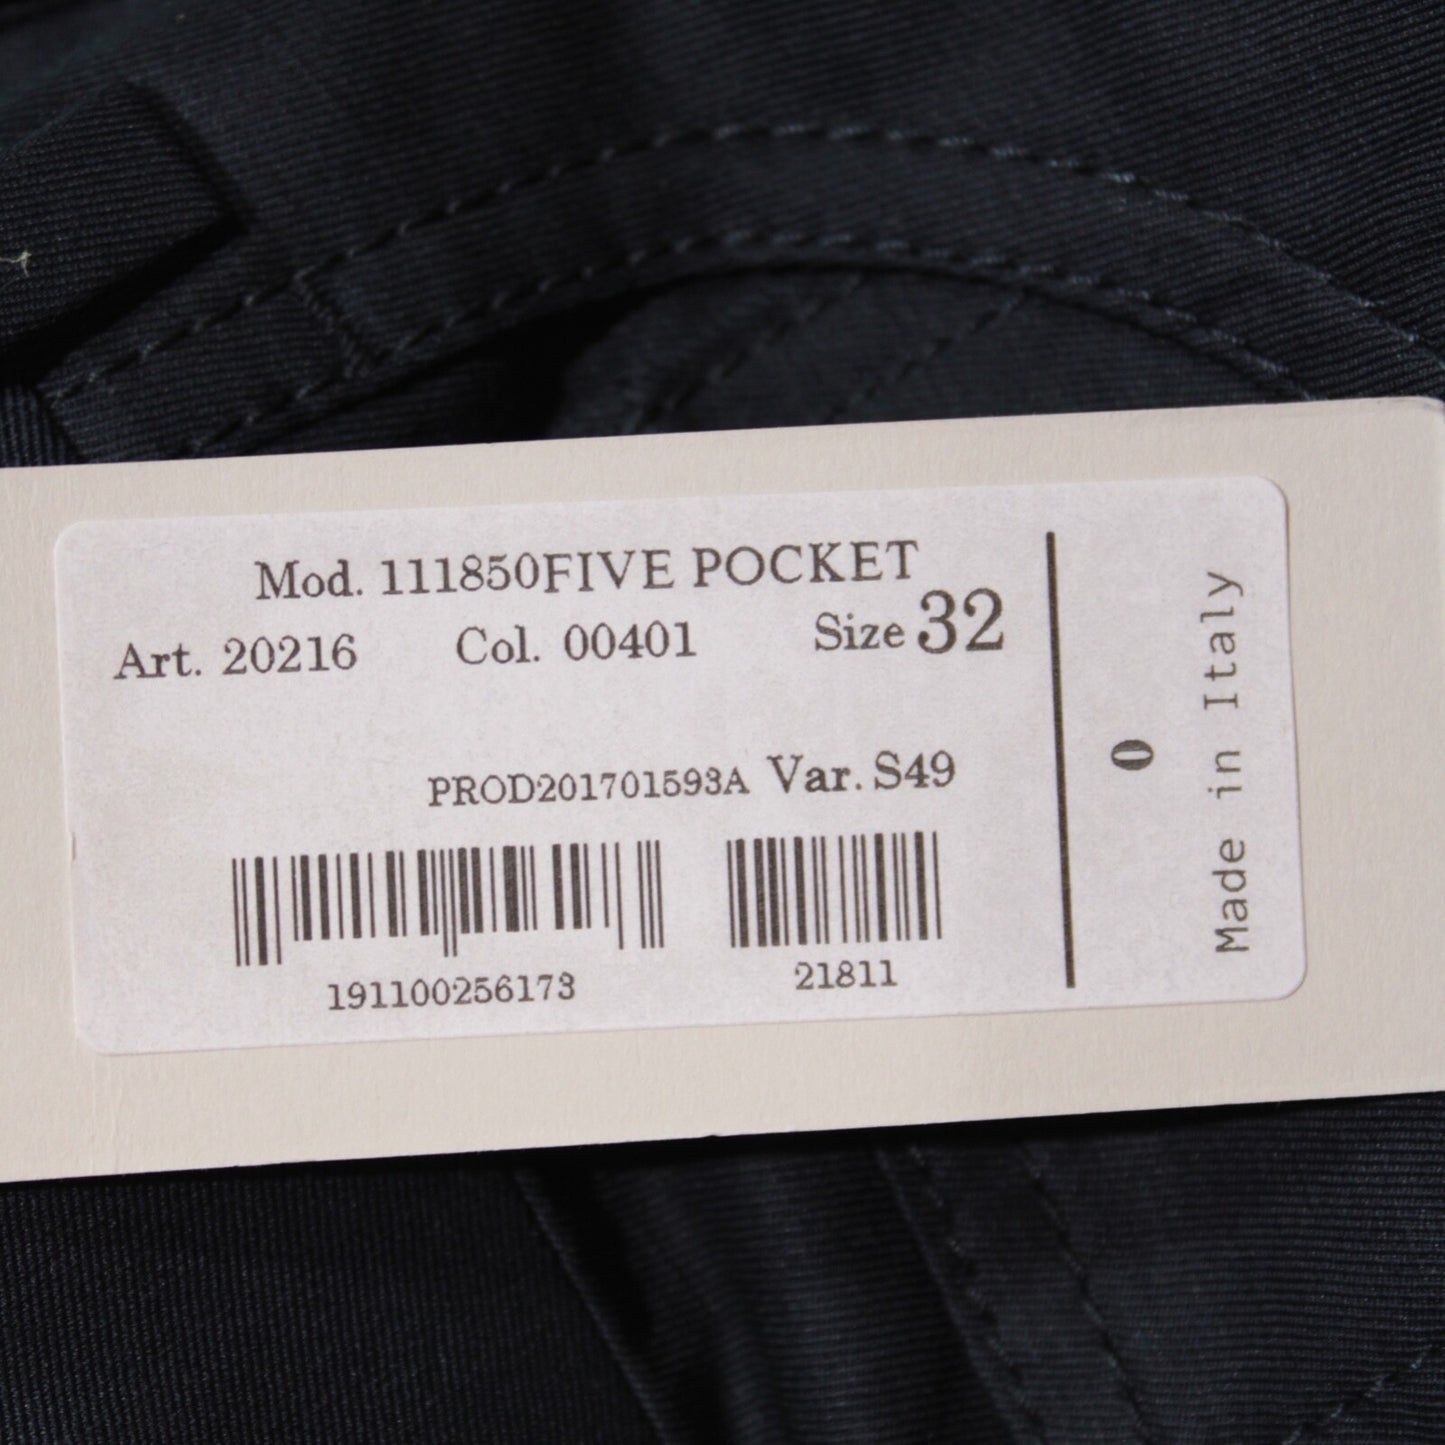 Mod. 111850FIVE POCKET
Art. 20216 Col. 00401 Size 32
PROD201701593A Var. S49
191100256173 21811
0
Made in Italy